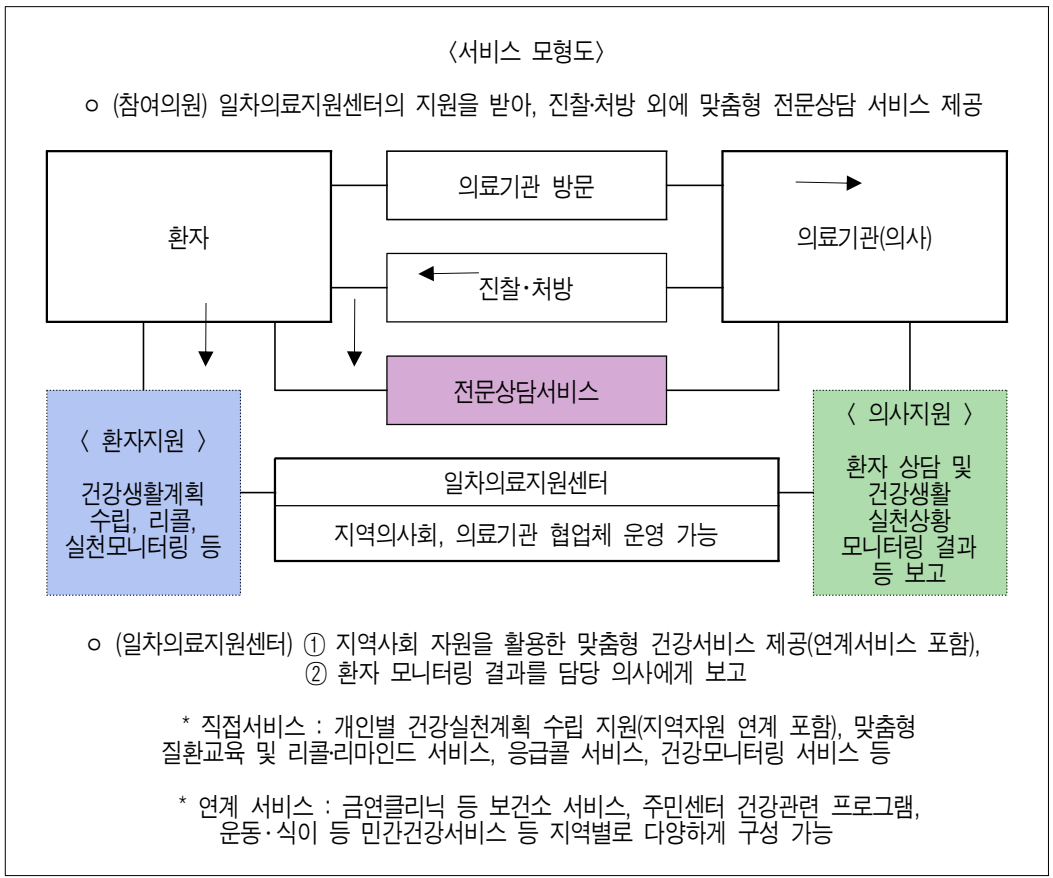 〈서비스 모형도〉
ㅇ (참여의원) 일차의료지원센터의 지원을 받아, 진찰·처방 외에 맞춤형 전문상담 서비스 제공
환자
의료기관 방문
의료기관(의사)
진찰·처방
전문상담서비스
〈 환자지원 〉
건강생활계획
수립, 리콜,
실천모니터링 등
일차의료지원센터
지역의사회, 의료기관 협업체 운영 가능
〈 의사지원 〉
환자 상담 및
건강생활
실천상황
모니터링 결과
등 보고
ㅇ (일차의료지원센터) ① 지역사회 자원을 활용한 맞춤형 건강서비스 제공(연계서비스 포함),
② 환자 모니터링 결과를 담당 의사에게 보고
* 직접서비스 : 개인별 건강실천계획 수립 지원(지역자원 연계 포함), 맞춤형
질환교육 및 리콜·리마인드 서비스, 응급콜 서비스, 건강모니터링 서비스 등
* 연계 서비스 : 금연클리닉 등 보건소 서비스, 주민센터 건강관련 프로그램,
운동·식이 등 민간건강서비스 등 지역별로 다양하게 구성 가능